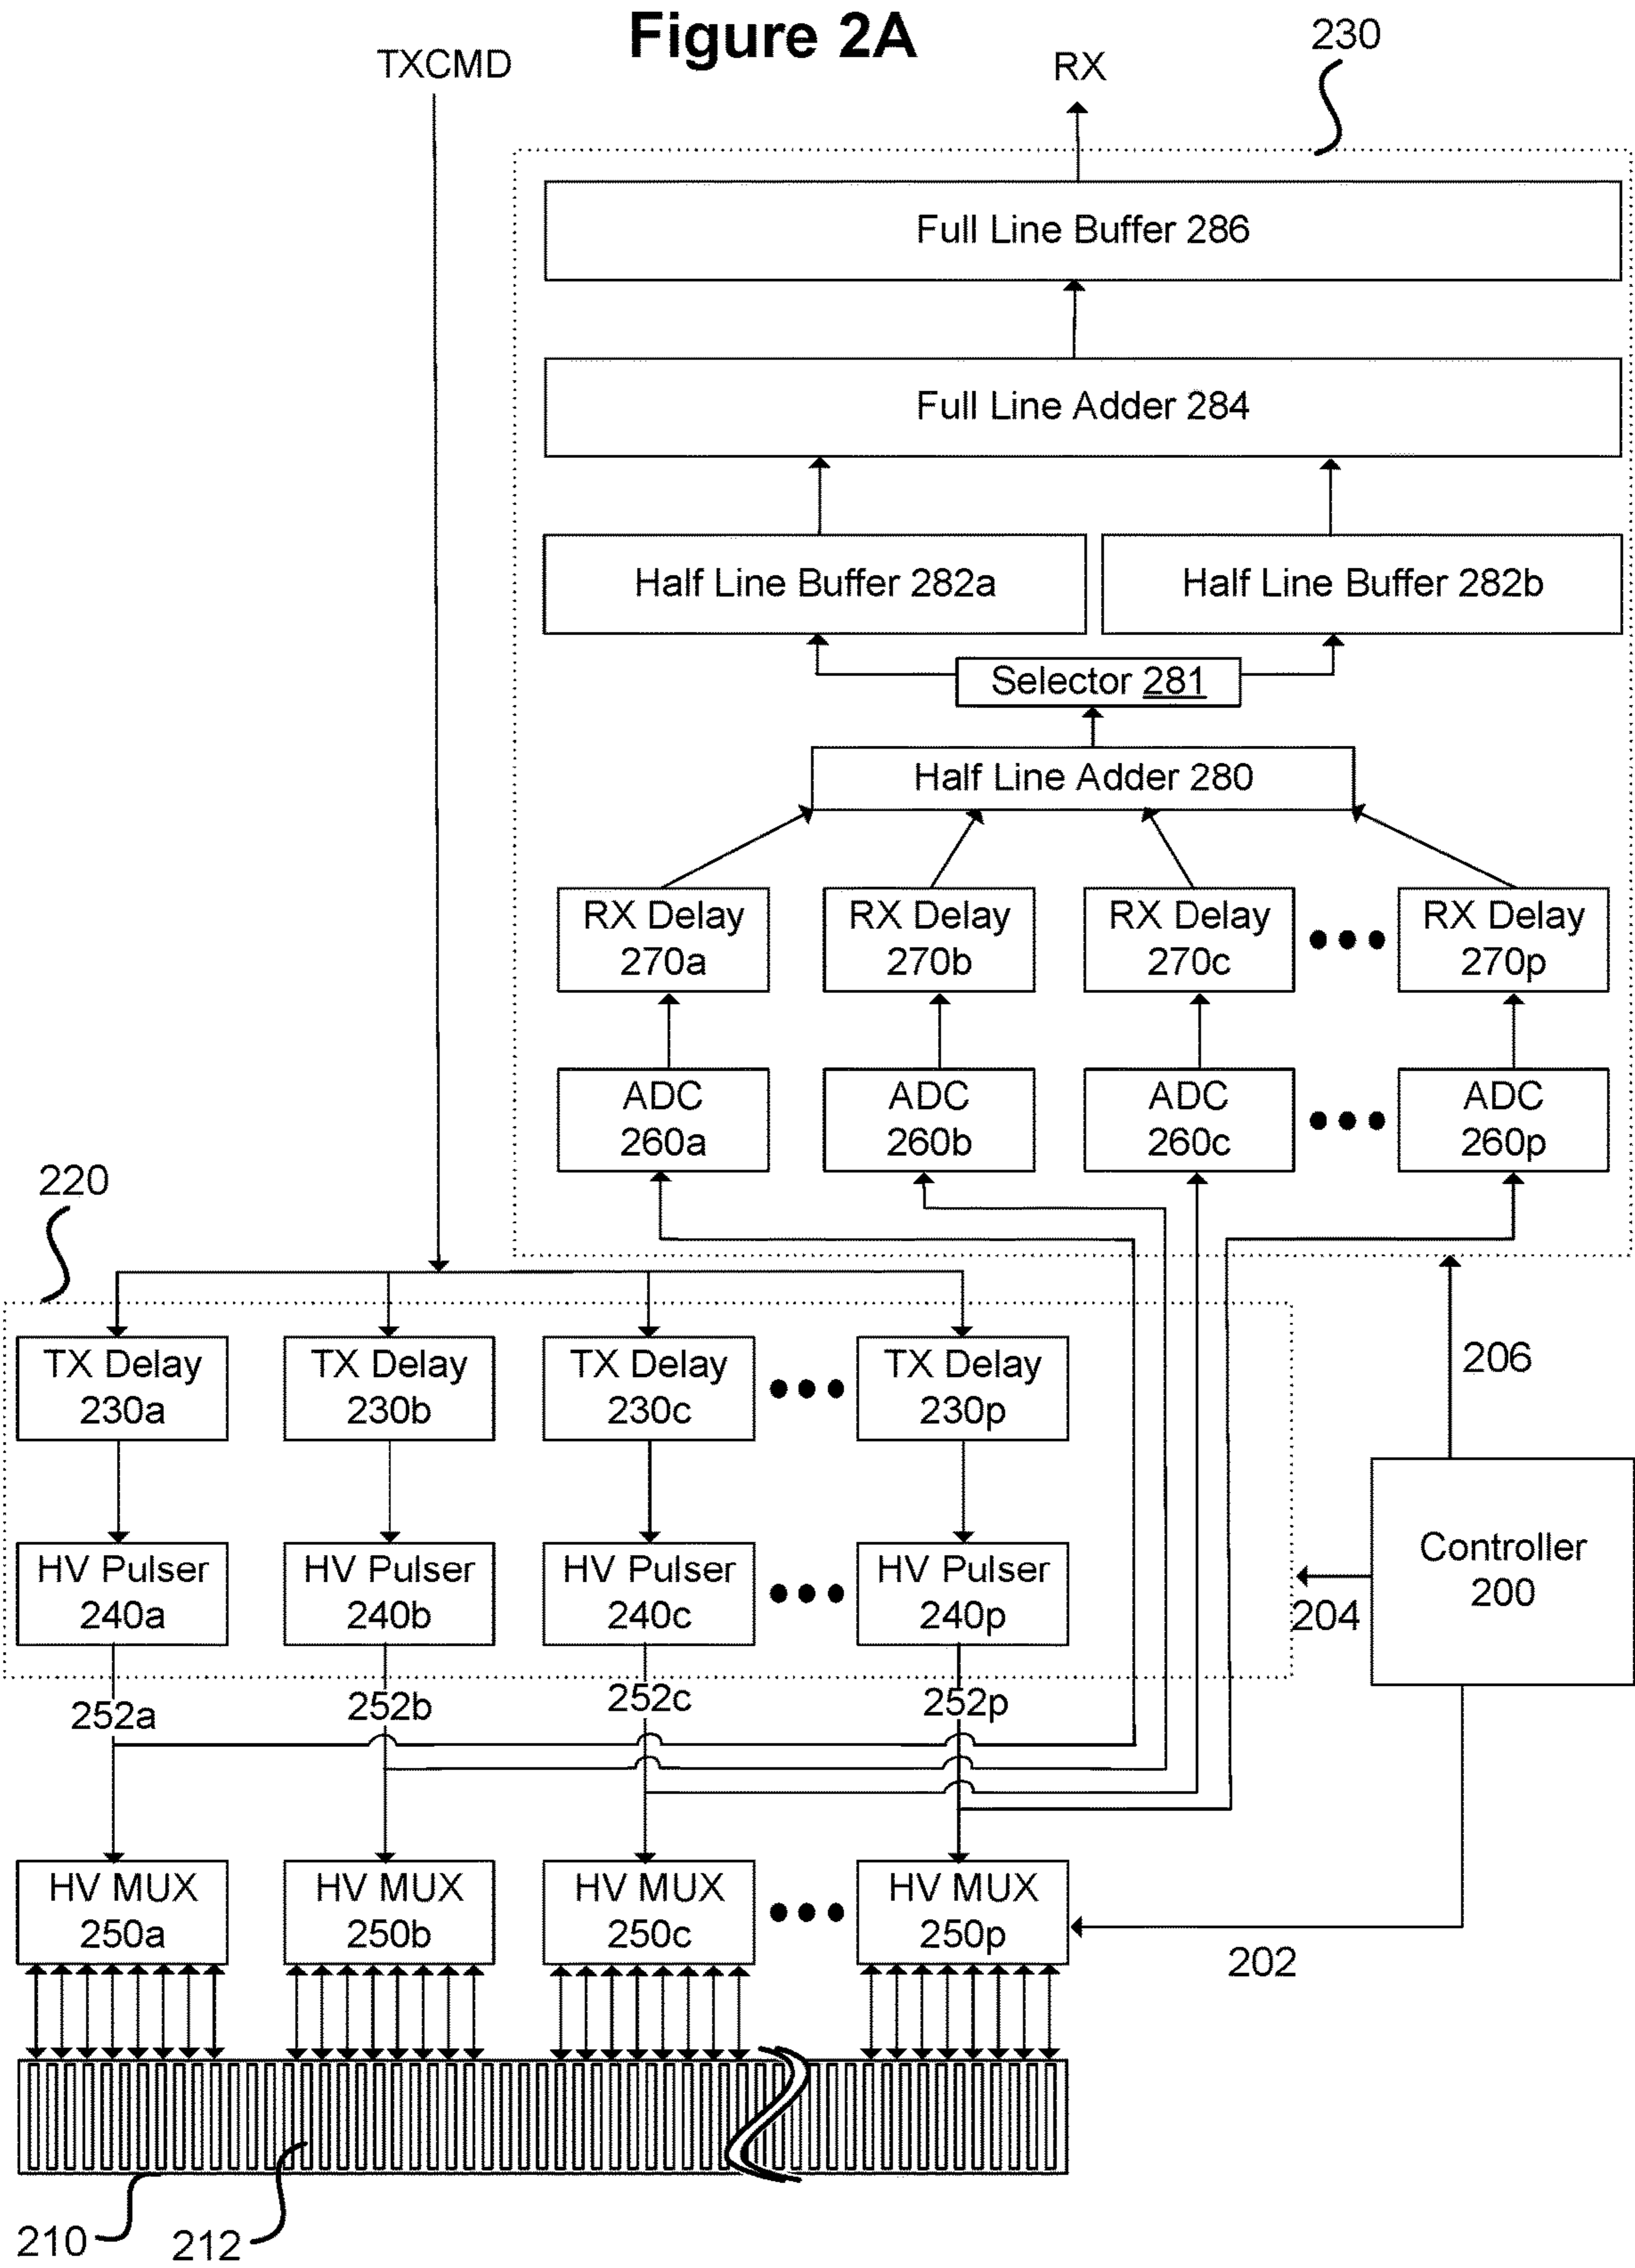 Figure 2A
230
TXCMD
RX
Full Line Buffer 286
Full Line Adder 284
Half Line Buffer 282a
Half Line Buffer 282b
Selector 281
Half Line Adder 280
RX Delay
270a
RX Delay
270b
RX Delay
270c
RX Delay
270p
ADC
260a
ADC
260b
ADC
260c
ADC
260p
220
TX Delay
230a
TX Delay
230b
TX Delay
230c
TX Delay
230p
206
HV Pulser
240a
HV Pulser
240b
HV Pulser
240c
HV Pulser
240p
Controller
200
204
252a
252b
252c
252p
HV MUX
250a
HV MUX
250b
HV MUX
250c
HV MUX
250p
202
210
212